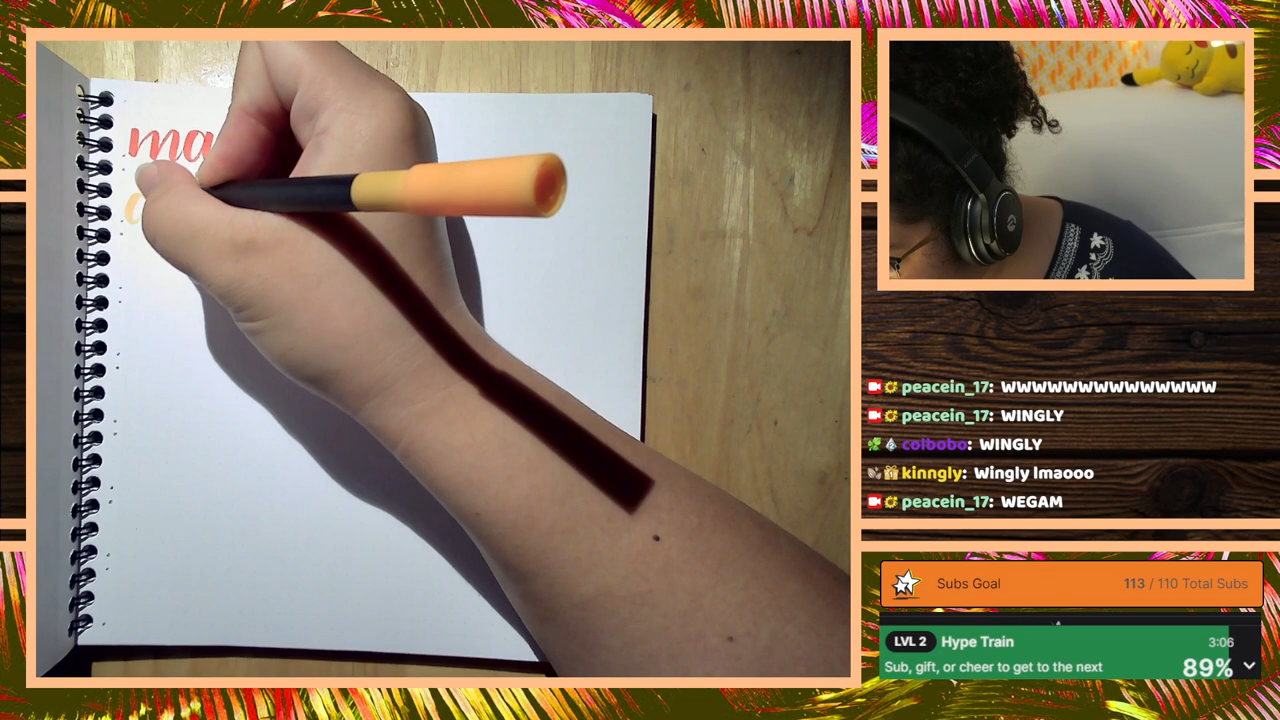 ma
peacein_17: WWWWWWWWWWWWWW
peacein_17: WINGLY
colbobo: WINGLY
kinngly: Wingly lmaooo
peacein_17: WEGAM
Subs Goal 113 / 110 Total Subs
LVL 2 Hype Train 3:06
Sub, gift, or cheer to get to the next 89%